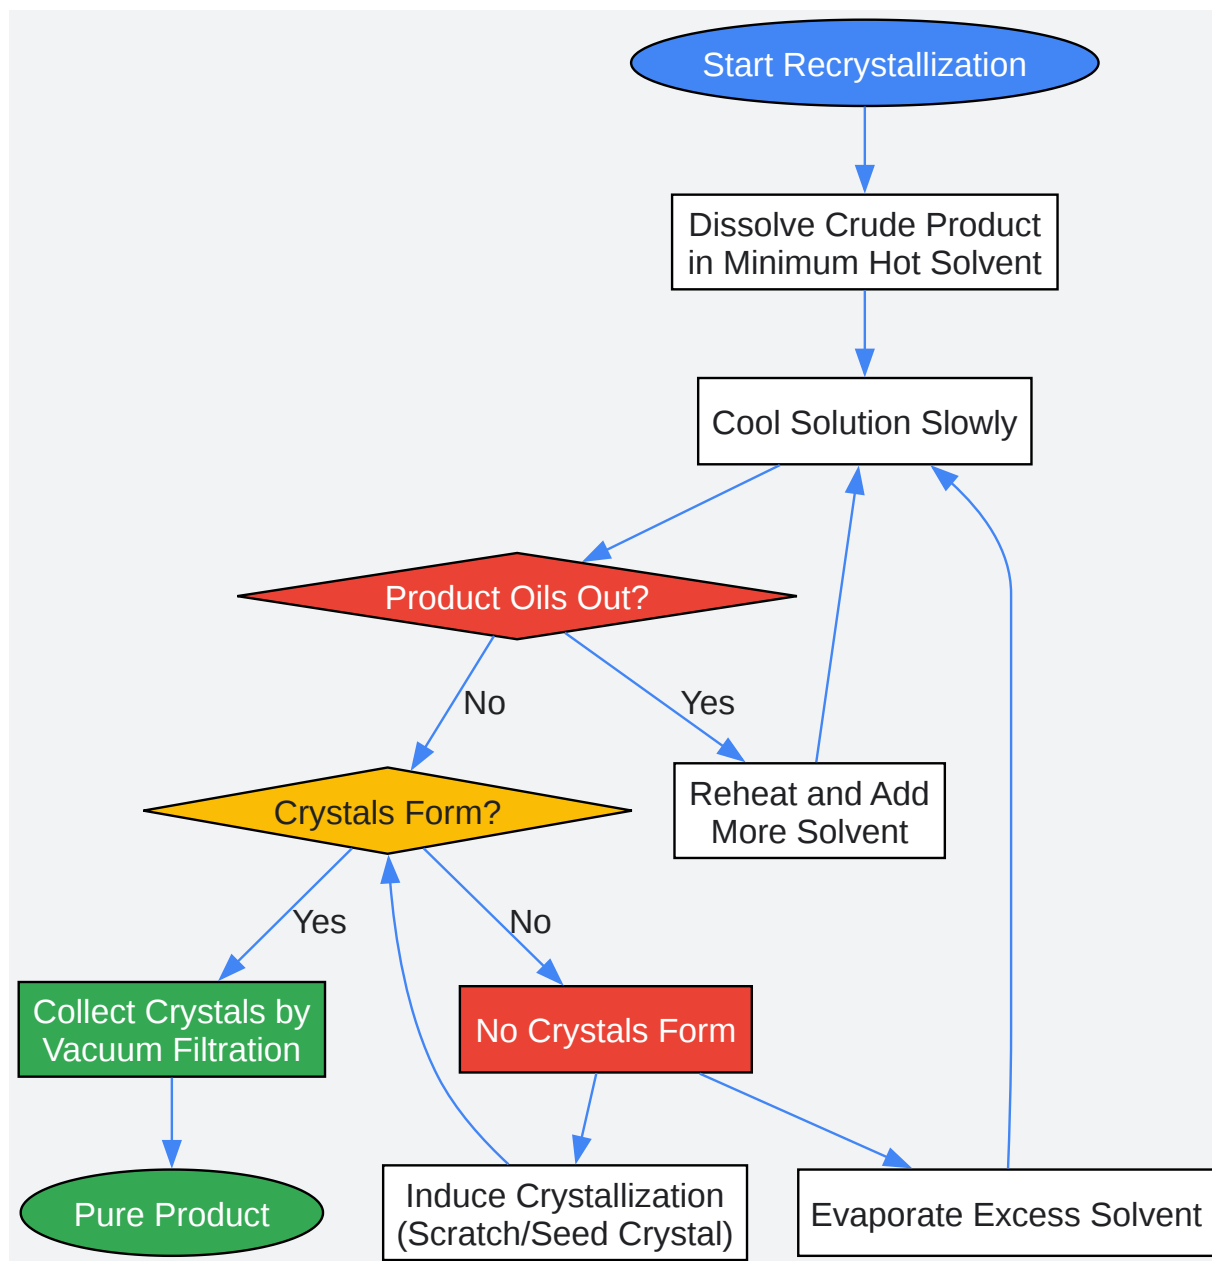 Start Recrystallization
Dissolve Crude Product
in Minimum Hot Solvent
Cool Solution Slowly
Product Oils Out?
No
Yes
Crystals Form?
Reheat and Add
More Solvent
Yes
No
Collect Crystals by
Vacuum Filtration
No Crystals Form
Pure Product
Induce Crystallization
(Scratch/Seed Crystal)
Evaporate Excess Solvent